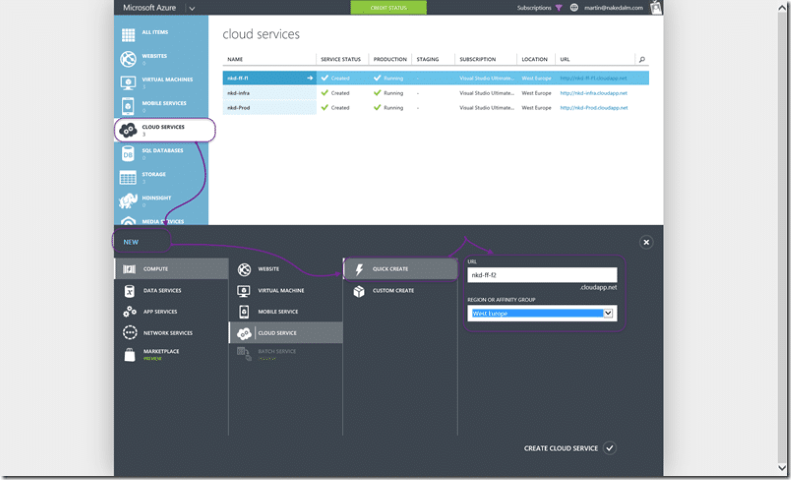 Microsoft Azure
CREDIT STATUS
Subscriptions
martin@nakedalm.com
ALL ITEMS
WEBSITES
0
VIRTUAL MACHINES
3
MOBILE SERVICES
0
CLOUD SERVICES
3
SQL DATABASES
0
STORAGE
3
HDINSIGHT
0
MEDIA SERVICES
cloud services
NAME SERVICE STATUS PRODUCTION STAGING SUBSCRIPTION LOCATION URL
nkd-ff-f1 Created Running - Visual Studio Ultimate... West Europe http://nkd-ff-f1.cloudapp.net
nkd-infra Created Running - Visual Studio Ultimate... West Europe http://nkd-infra.cloudapp.net
nkd-Prod Created Running - Visual Studio Ultimate... West Europe http://nkd-Prod.cloudapp.net
NEW
COMPUTE
DATA SERVICES
APP SERVICES
NETWORK SERVICES
MARKETPLACE
PREVIEW
WEBSITE
VIRTUAL MACHINE
MOBILE SERVICE
CLOUD SERVICE
BATCH SERVICE
PREVIEW
QUICK CREATE
CUSTOM CREATE
URL
nkd-ff-f2
.cloudapp.net
REGION OR AFFINITY GROUP
West Europe
CREATE CLOUD SERVICE